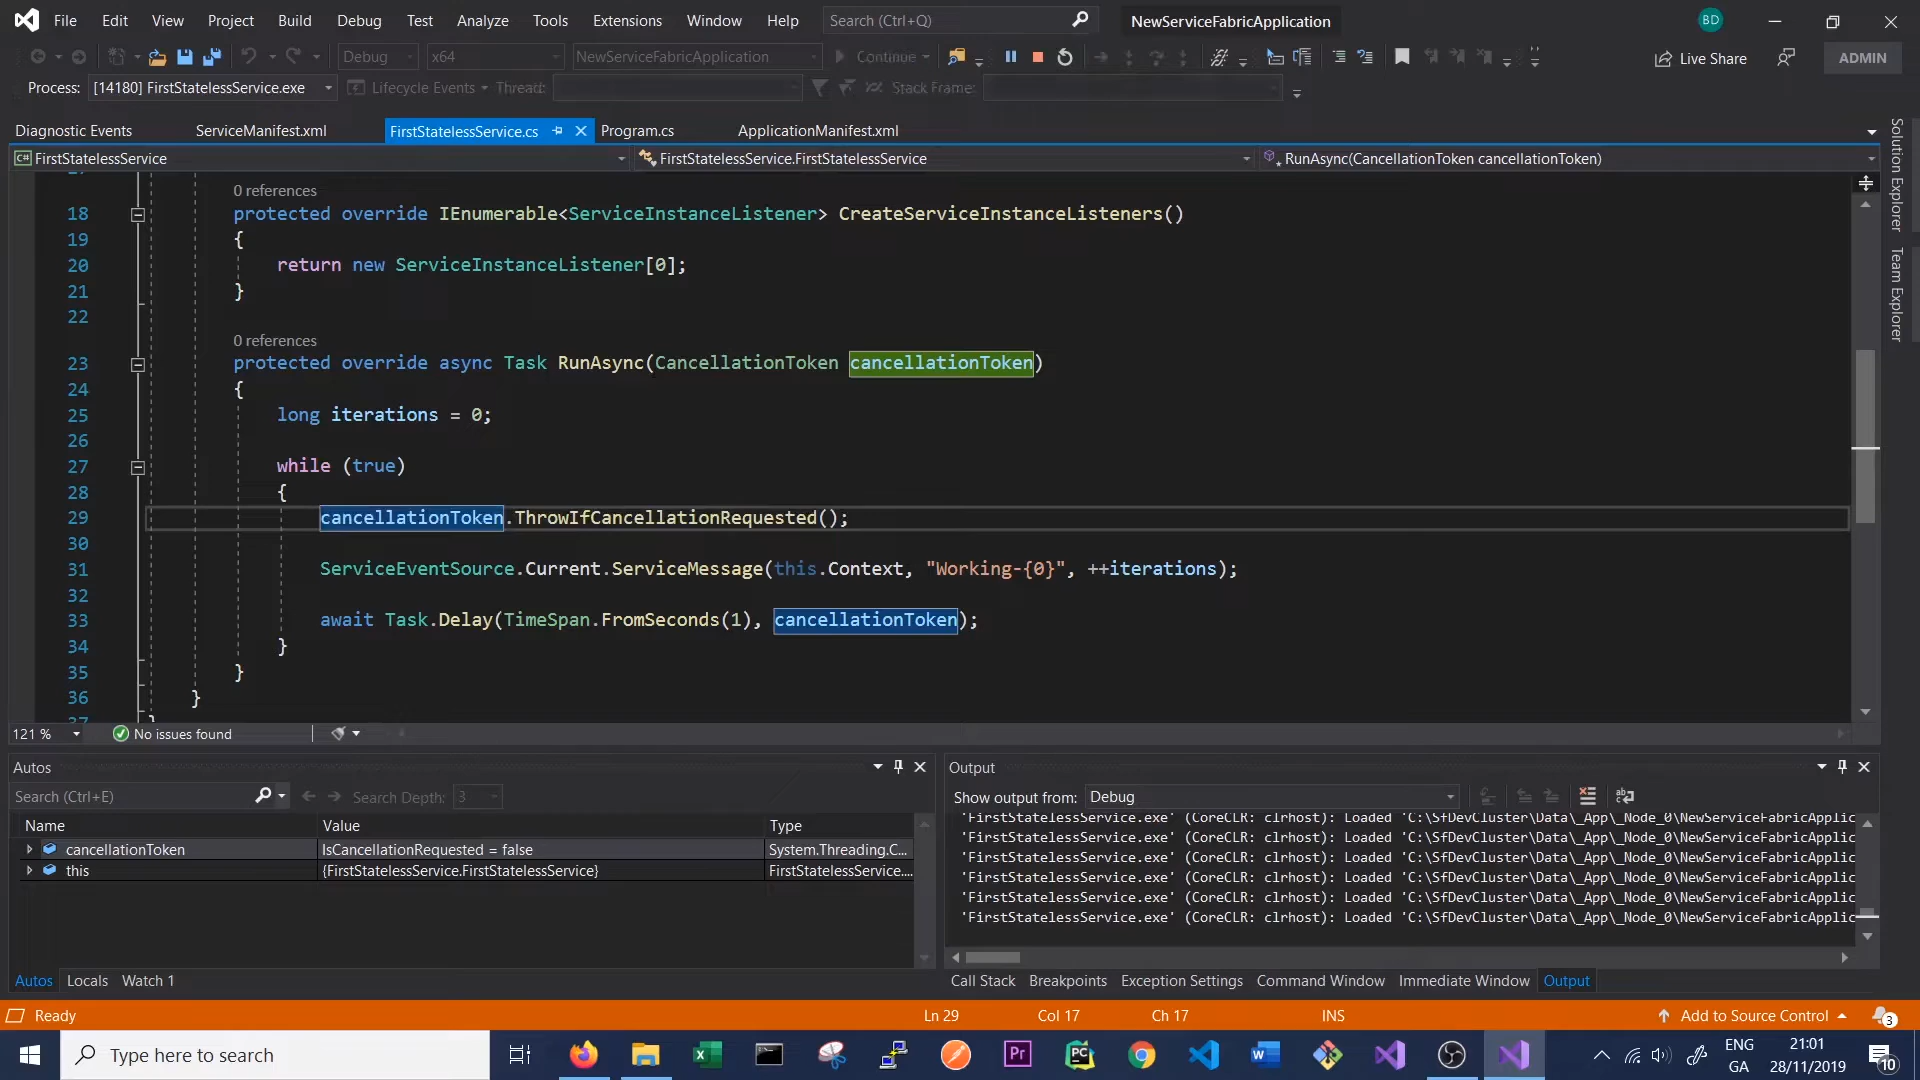 File Edit View Project Build Debug Test Analyze Tools Extensions Window Help Search (Ctrl+Q) NewServiceFabricApplication BD
Debug x64 NewServiceFabricApplication Continue Live Share ADMIN
Process: [14180] FirstStatelessService.exe Lifecycle Events Thread: Stack Frame:
Diagnostic Events ServiceManifest.xml FirstStatelessService.cs Program.cs ApplicationManifest.xml
C# FirstStatelessService FirstStatelessService.FirstStatelessService RunAsync(CancellationToken cancellationToken)
0 references
18 protected override IEnumerable<ServiceInstanceListener> CreateServiceInstanceListeners()
19 {
20 return new ServiceInstanceListener[0];
21 }
22
0 references
23 protected override async Task RunAsync(CancellationToken cancellationToken)
24 {
25 long iterations = 0;
26
27 while (true)
28 {
29 cancellationToken.ThrowIfCancellationRequested();
30
31 ServiceEventSource.Current.ServiceMessage(this.Context, "Working-{0}", ++iterations);
32
33 await Task.Delay(TimeSpan.FromSeconds(1), cancellationToken);
34 }
35 }
36 }
37 }
Solution Explorer
Team Explorer
121 % No issues found
Autos
Search (Ctrl+E) Search Depth: 3
Name Value Type
cancellationToken IsCancellationRequested = false System.Threading.C...
this {FirstStatelessService.FirstStatelessService} FirstStatelessService....
Autos Locals Watch 1
Output
Show output from: Debug
'FirstStatelessService.exe' (CoreCLR: clrhost): Loaded 'C:\SfDevCluster\Data\_App\_Node_0\NewServiceFabricApplic
'FirstStatelessService.exe' (CoreCLR: clrhost): Loaded 'C:\SfDevCluster\Data\_App\_Node_0\NewServiceFabricApplic
'FirstStatelessService.exe' (CoreCLR: clrhost): Loaded 'C:\SfDevCluster\Data\_App\_Node_0\NewServiceFabricApplic
'FirstStatelessService.exe' (CoreCLR: clrhost): Loaded 'C:\SfDevCluster\Data\_App\_Node_0\NewServiceFabricApplic
'FirstStatelessService.exe' (CoreCLR: clrhost): Loaded 'C:\SfDevCluster\Data\_App\_Node_0\NewServiceFabricApplic
'FirstStatelessService.exe' (CoreCLR: clrhost): Loaded 'C:\SfDevCluster\Data\_App\_Node_0\NewServiceFabricApplic
Call Stack Breakpoints Exception Settings Command Window Immediate Window Output
Ready Ln 29 Col 17 Ch 17 INS Add to Source Control 3
Type here to search Pr PC ENG 21:01
GA 28/11/2019 10